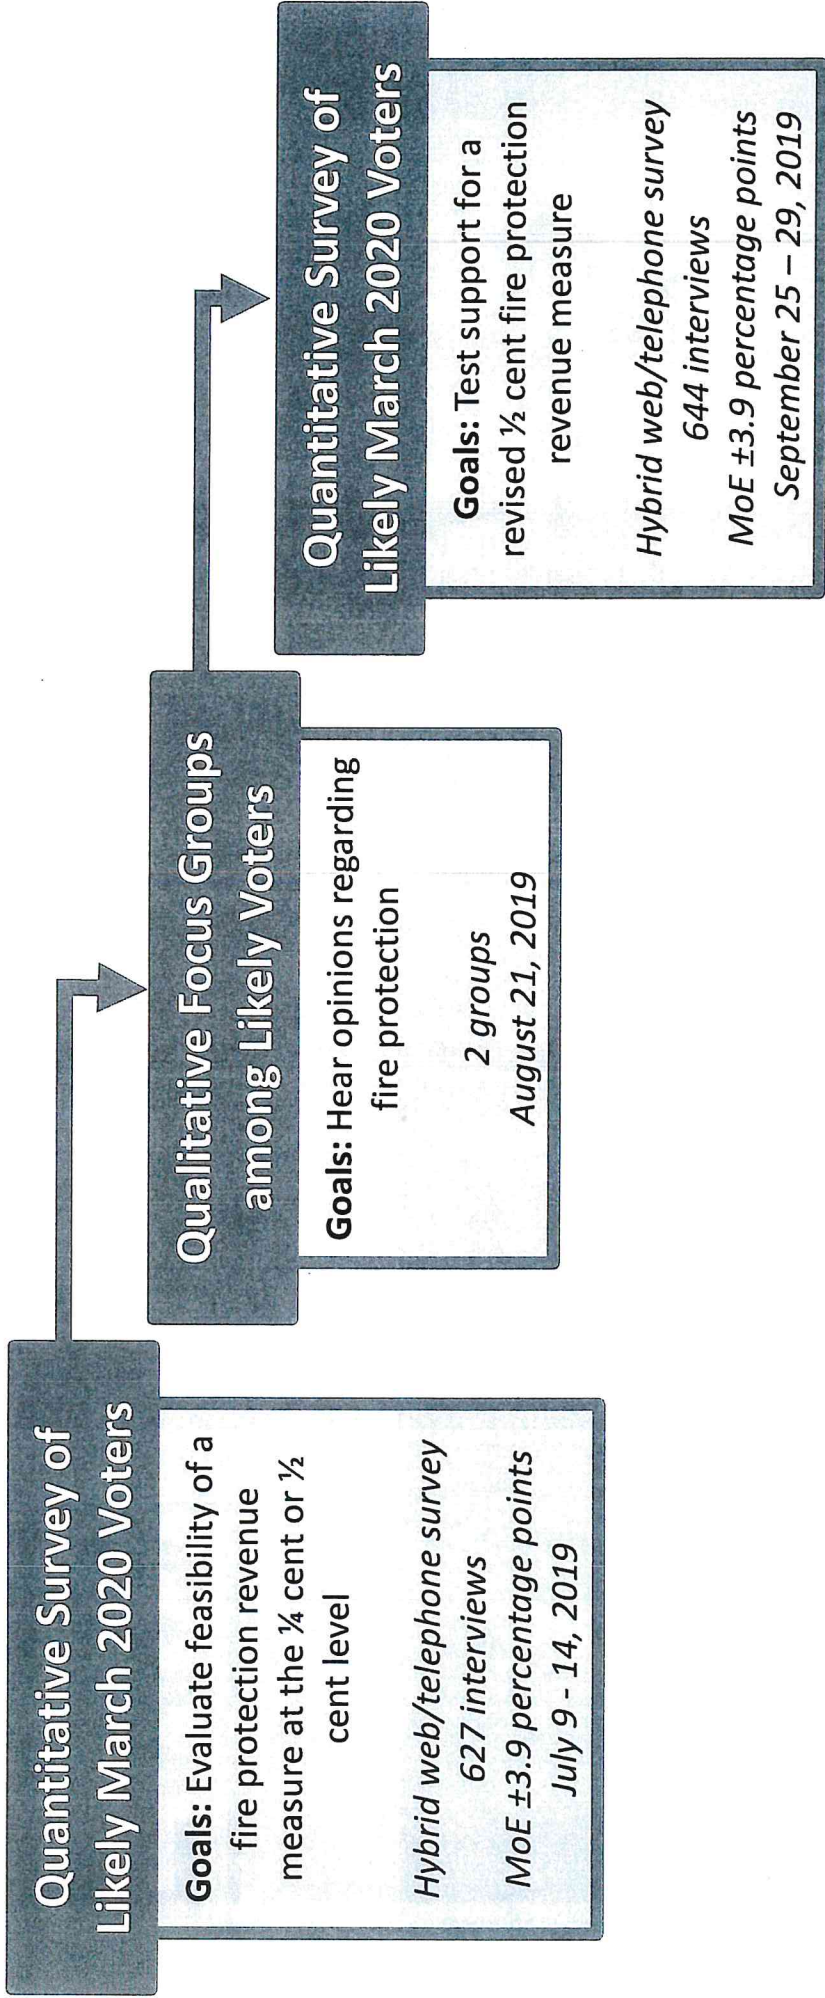 Quantitative Survey of
Likely March 2020 Voters
Goals: Evaluate feasibility of a
fire protection revenue
measure at the ¼ cent or ½
cent level
Hybrid web/telephone survey
627 interviews
MoE ±3.9 percentage points
July 9 - 14, 2019
Qualitative Focus Groups
among Likely Voters
Goals: Hear opinions regarding
fire protection
2 groups
August 21, 2019
Quantitative Survey of
Likely March 2020 Voters
Goals: Test support for a
revised ½ cent fire protection
revenue measure
Hybrid web/telephone survey
644 interviews
MoE ±3.9 percentage points
September 25 – 29, 2019